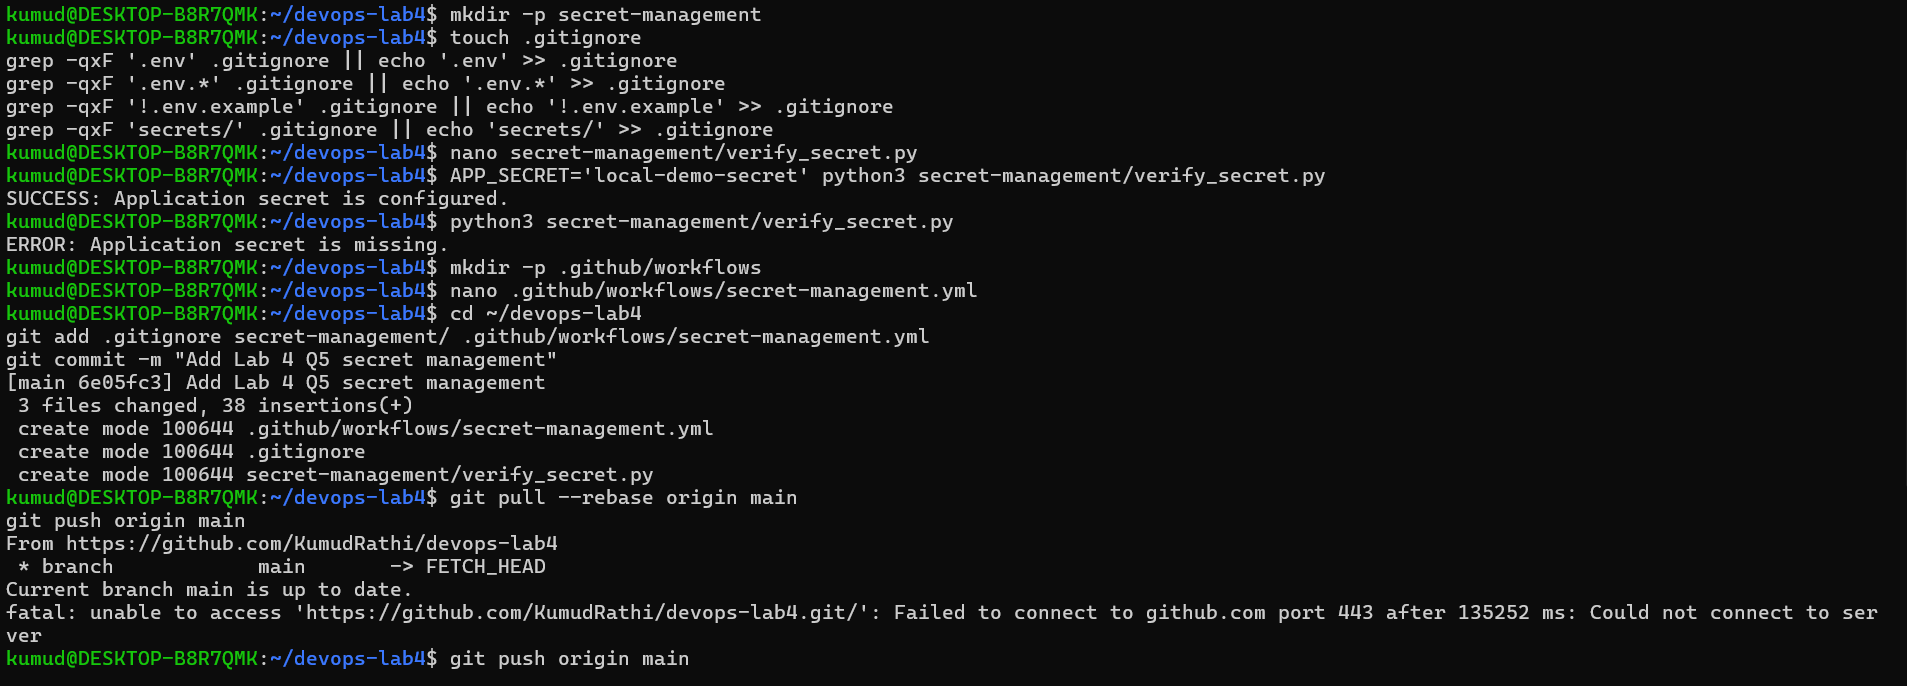 kumud@DESKTOP-B8R7QMK:~/devops-lab4$ mkdir -p secret-management
kumud@DESKTOP-B8R7QMK:~/devops-lab4$ touch .gitignore
grep -qxF '.env' .gitignore || echo '.env' >> .gitignore
grep -qxF '.env.*' .gitignore || echo '.env.*' >> .gitignore
grep -qxF '!.env.example' .gitignore || echo '!.env.example' >> .gitignore
grep -qxF 'secrets/' .gitignore || echo 'secrets/' >> .gitignore
kumud@DESKTOP-B8R7QMK:~/devops-lab4$ nano secret-management/verify_secret.py
kumud@DESKTOP-B8R7QMK:~/devops-lab4$ APP_SECRET='local-demo-secret' python3 secret-management/verify_secret.py
SUCCESS: Application secret is configured.
kumud@DESKTOP-B8R7QMK:~/devops-lab4$ python3 secret-management/verify_secret.py
ERROR: Application secret is missing.
kumud@DESKTOP-B8R7QMK:~/devops-lab4$ mkdir -p .github/workflows
kumud@DESKTOP-B8R7QMK:~/devops-lab4$ nano .github/workflows/secret-management.yml
kumud@DESKTOP-B8R7QMK:~/devops-lab4$ cd ~/devops-lab4
git add .gitignore secret-management/ .github/workflows/secret-management.yml
git commit -m "Add Lab 4 Q5 secret management"
[main 6e05fc3] Add Lab 4 Q5 secret management
 3 files changed, 38 insertions(+)
 create mode 100644 .github/workflows/secret-management.yml
 create mode 100644 .gitignore
 create mode 100644 secret-management/verify_secret.py
kumud@DESKTOP-B8R7QMK:~/devops-lab4$ git pull --rebase origin main
git push origin main
From https://github.com/KumudRathi/devops-lab4
 * branch            main       -> FETCH_HEAD
Current branch main is up to date.
fatal: unable to access 'https://github.com/KumudRathi/devops-lab4.git/': Failed to connect to github.com port 443 after 135252 ms: Could not connect to ser
ver
kumud@DESKTOP-B8R7QMK:~/devops-lab4$ git push origin main